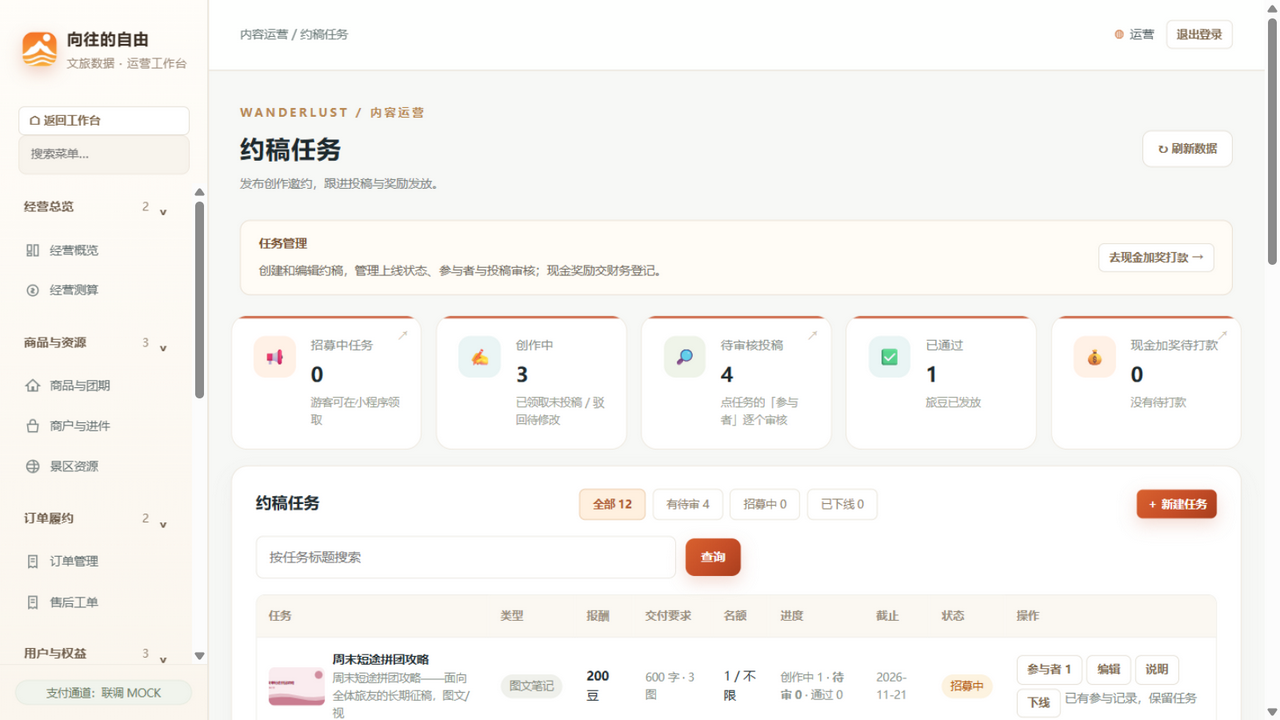 向往的自由
文旅数据 · 运营工作台
返回工作台
搜索菜单...
经营总览 2
经营概览
经营测算
商品与资源 3
商品与团期
商户与进件
景区资源
订单履约 2
订单管理
售后工单
用户与权益 3
支付通道：联调 MOCK
内容运营 / 约稿任务
运营
退出登录
WANDERLUST / 内容运营
约稿任务
发布创作邀约，跟进投稿与奖励发放。
↻ 刷新数据
任务管理
创建和编辑约稿，管理上线状态、参与者与投稿审核；现金奖励交财务登记。
去现金加奖打款 →
招募中任务
0
游客可在小程序领
取
创作中
3
已领取未投稿 / 驳
回待修改
待审核投稿
4
点任务的「参与
者」逐个审核
已通过
1
旅豆已发放
现金加奖待打款
0
没有待打款
约稿任务
全部 12
有待审 4
招募中 0
已下线 0
+ 新建任务
按任务标题搜索
查询
任务 类型 报酬 交付要求 名额 进度 截止 状态 操作
周末短途拼团攻略
周末短途拼团攻略——面向
全体旅友的长期征稿，图文/
视
图文笔记
200
豆
600 字 · 3
图
1 / 不
限
创作中 1 · 待
审 0 · 通过 0
2026-
11-21
招募中
参与者 1
编辑
说明
下线
已有参与记录，保留任务